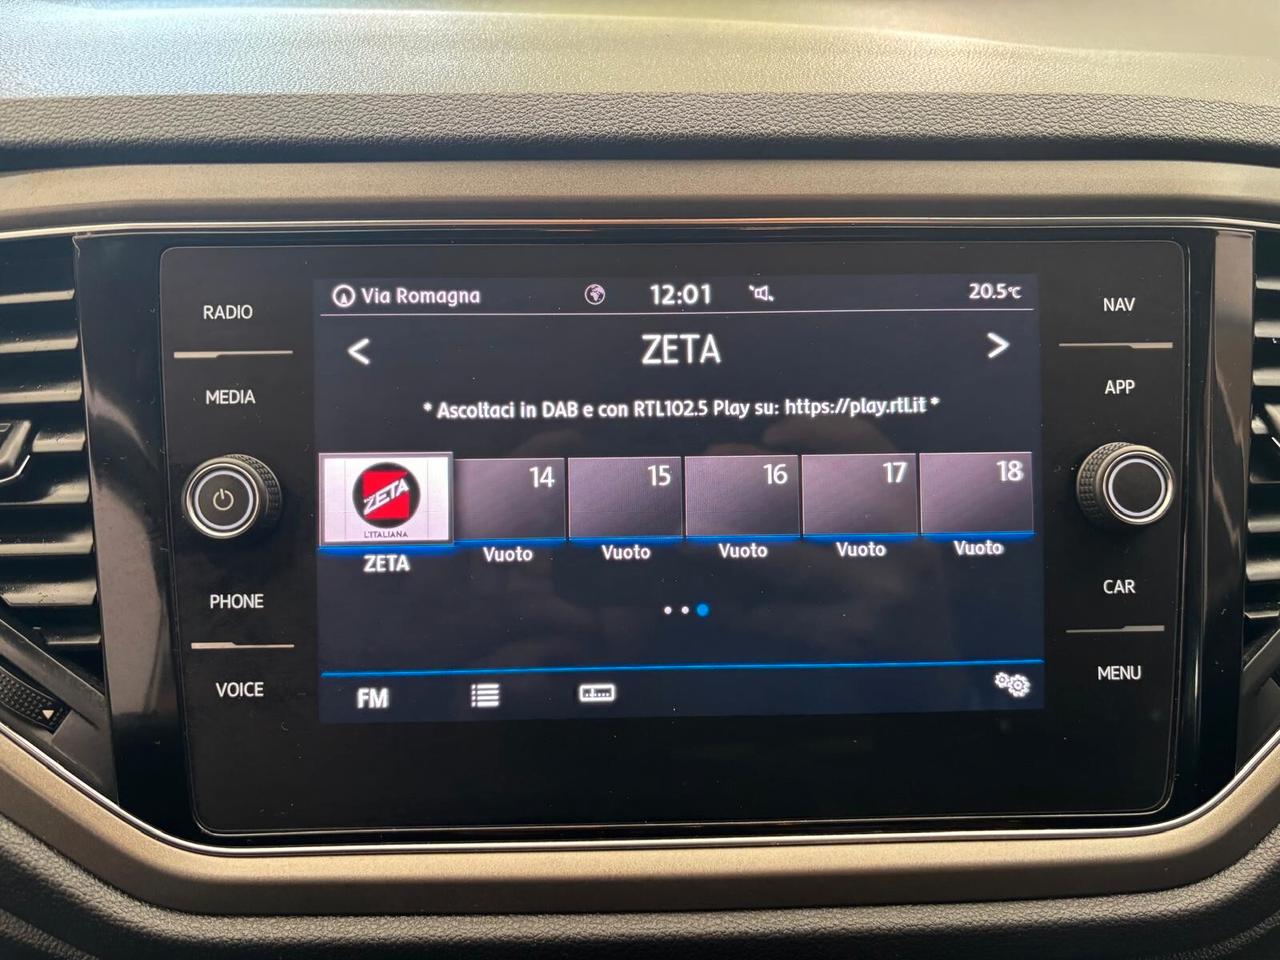 Via Romagna 12:01 20.5°C
RADIO
NAV
< ZETA >
MEDIA
APP
* Ascoltaci in DAB e con RTL102.5 Play su: https://play.rtl.it *
ZETA
L'ITALIANA
14 15 16 17 18
ZETA Vuoto Vuoto Vuoto Vuoto Vuoto
PHONE
CAR
VOICE
MENU
FM